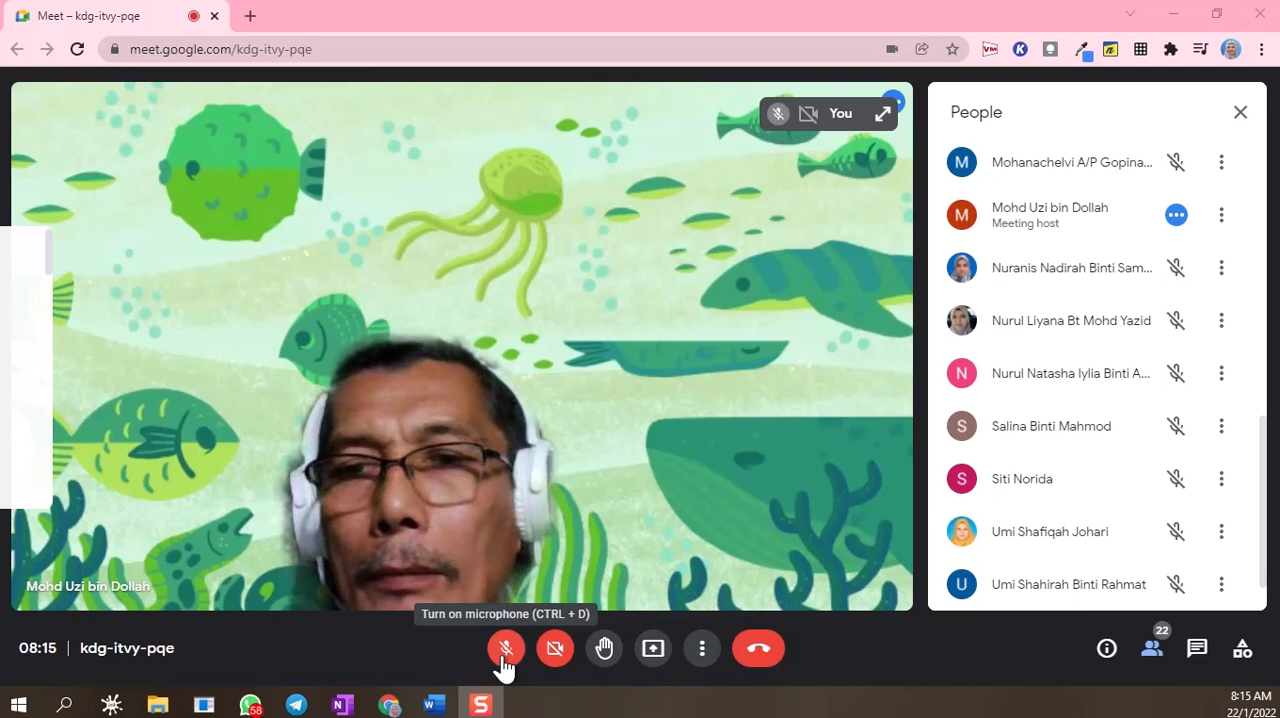 Meet – kdg-itvy-pqe
meet.google.com/kdg-itvy-pqe
You
People
Mohanachelvi A/P Gopina...
Mohd Uzi bin Dollah
Meeting host
Nuranis Nadirah Binti Sam...
Nurul Liyana Bt Mohd Yazid
Nurul Natasha Iylia Binti A...
Salina Binti Mahmod
Siti Norida
Umi Shafiqah Johari
Umi Shahirah Binti Rahmat
Mohd Uzi bin Dollah
Turn on microphone (CTRL + D)
08:15 | kdg-itvy-pqe
22
58
8:15 AM
22/1/2022